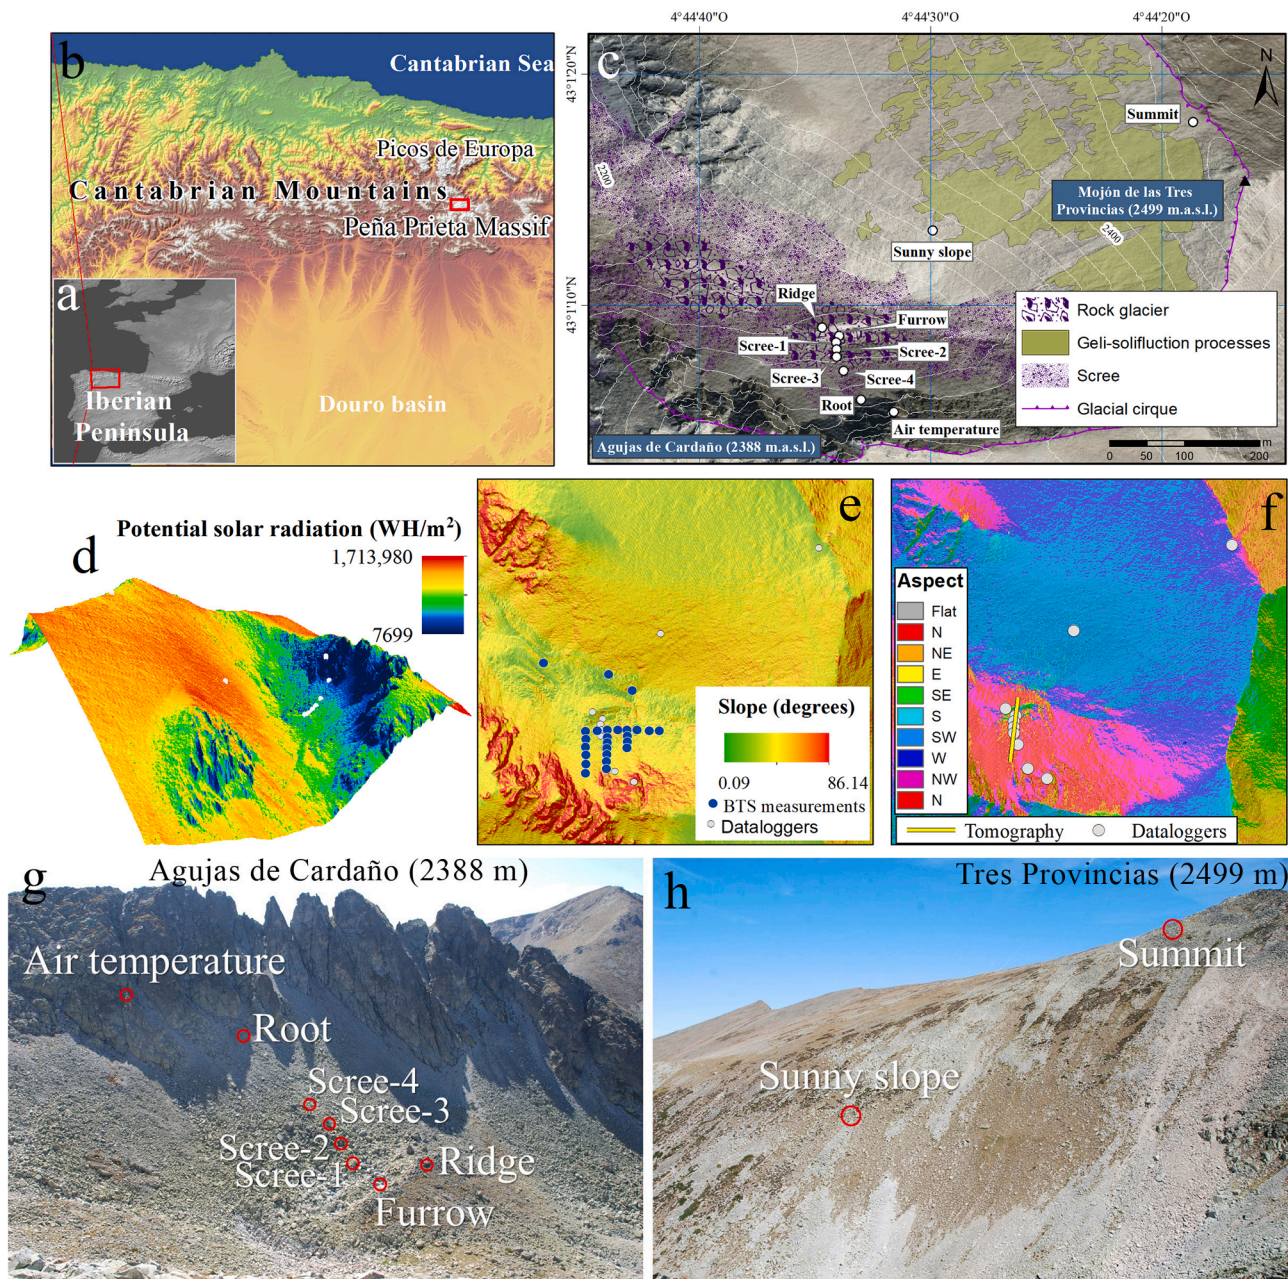 b
Cantabrian Sea
Picos de Europa
Cantabrian Mountains
Peña Prieta Massif
a
Iberian
Peninsula
Douro basin
4°44'40"O
4°44'30"O
4°44'20"O
43°1'20"N
43°1'10"N
c
N
Summit
2200
Mojón de las Tres
Provincias (2499 m.a.s.l.)
2400
Sunny slope
Ridge
Furrow
Scree-1
Scree-2
Scree-3
Scree-4
Root
Air temperature
Agujas de Cardaño (2388 m.a.s.l.)
Rock glacier
Geli-solifluction processes
Scree
Glacial cirque
0 50 100 200 m
d
Potential solar radiation (WH/m²)
1,713,980
7699
e
Slope (degrees)
0.09 86.14
BTS measurements
Dataloggers
f
Aspect
Flat
N
NE
E
SE
S
SW
W
NW
N
Tomography Dataloggers
g
Agujas de Cardaño (2388 m)
Air temperature
Root
Scree-4
Scree-3
Scree-2
Scree-1
Ridge
Furrow
h
Tres Provincias (2499 m)
Summit
Sunny slope